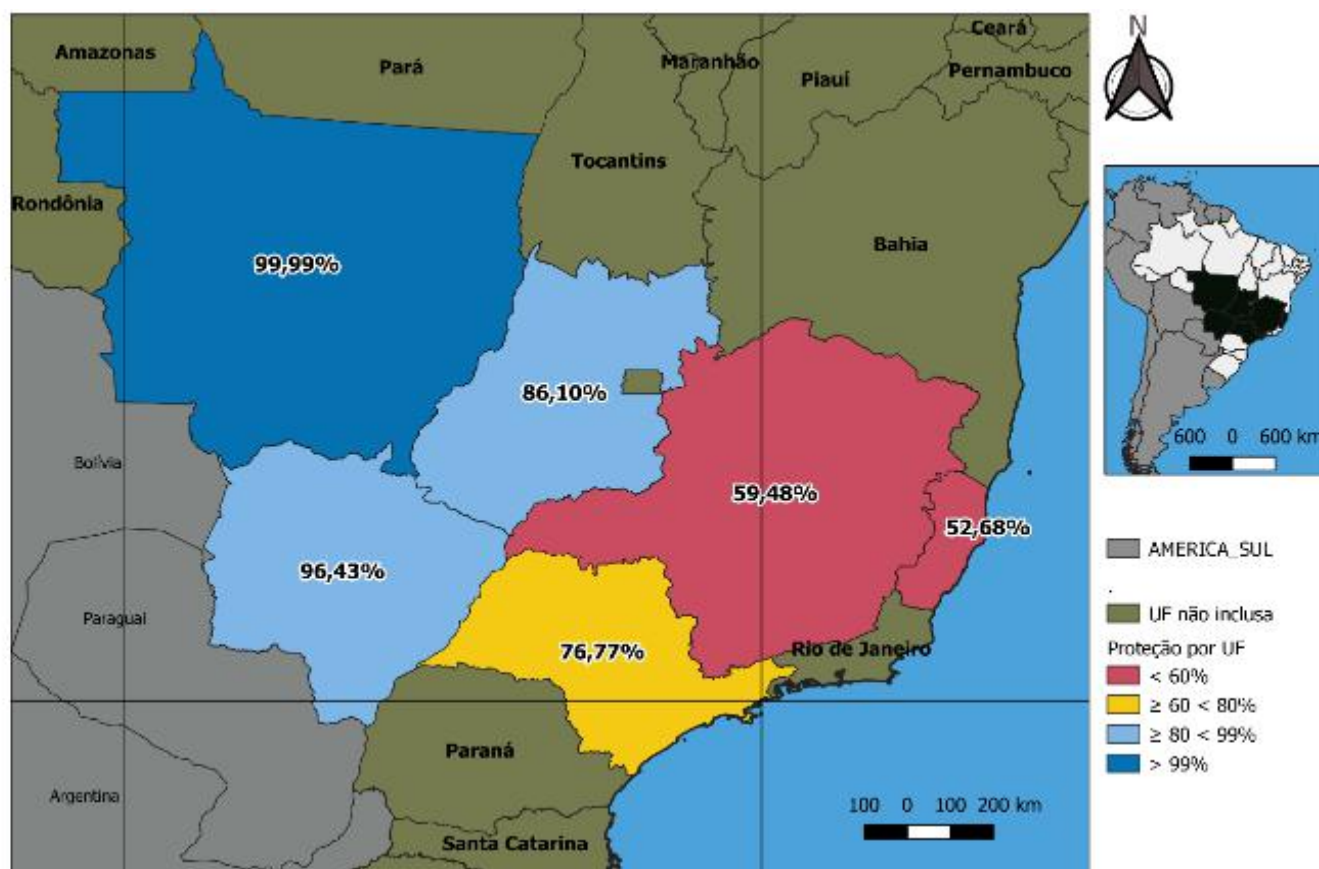 Amazonas
Pará
Maranhão
Ceará
Piauí
Pernambuco
Tocantins
Rondônia
Bahia
99,99%
86,10%
Bolívia
59,48%
52,68%
96,43%
Paraguai
76,77%
Rio de Janeiro
Paraná
Argentina
Santa Catarina
100 0 100 200 km
N
600 0 600 km
AMERICA_SUL
.
UF não inclusa
Proteção por UF
< 60%
≥ 60 < 80%
≥ 80 < 99%
> 99%